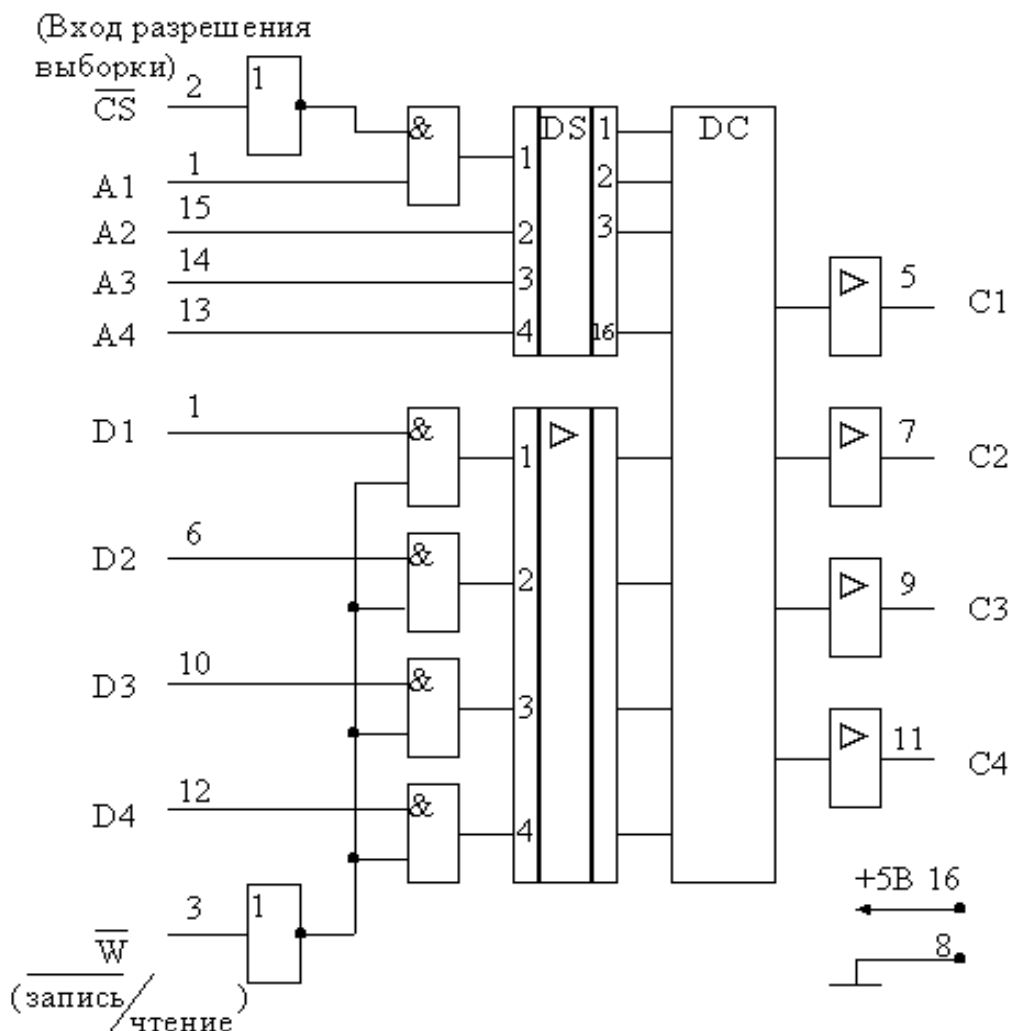 (Вход разрешения
выборки)
CS 2 1
A1 1 &
A2 15
A3 14
A4 13
1 2 3 4 DS 1 2 3 16
DC
5 C1
D1 1 &
7 C2
D2 6 &
9 C3
D3 10 &
11 C4
D4 12 &
1 2 3 4
W 3 1
(запись/
чтение)
+5В 16
8